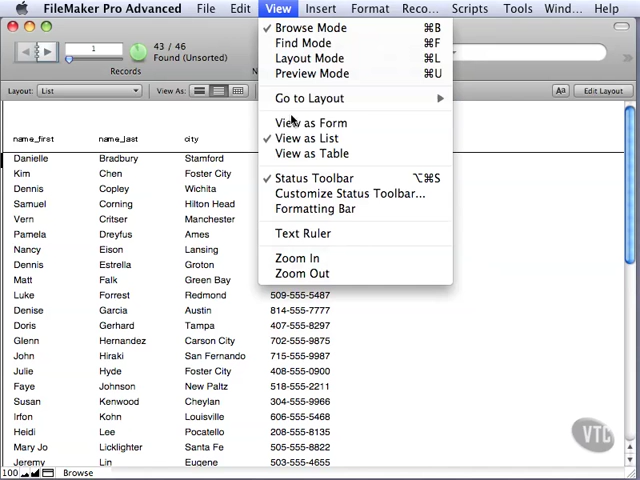 FileMaker Pro Advanced File Edit View Insert Format Reco... Scripts Tools Wind... Help
1
43 / 46
Found (Unsorted)
Records
Layout: List
View As:
Aa
Edit Layout
✓ Browse Mode ⌘B
Find Mode ⌘F
Layout Mode ⌘L
Preview Mode ⌘U
Go to Layout ▶
View as Form
✓ View as List
View as Table
✓ Status Toolbar ⌥⌘S
Customize Status Toolbar...
Formatting Bar
Text Ruler
Zoom In
Zoom Out
name_first name_last city
Danielle Bradbury Stamford
Kim Chen Foster City
Dennis Copley Wichita
Samuel Corning Hilton Head
Vern Critser Manchester
Pamela Dreyfus Ames
Nancy Eison Lansing
Dennis Estrella Groton
Matt Falk Green Bay
Luke Forrest Redmond 509-555-5487
Denise Garcia Austin 814-555-7777
Doris Gerhard Tampa 407-555-8297
Glenn Hernandez Carson City 702-555-9875
John Hiraki San Fernando 715-555-9987
Julie Hyde Foster City 408-555-0900
Faye Johnson New Paltz 518-555-2211
Susan Kenwood Cheylan 304-555-9966
Irfon Kohn Louisville 606-555-5468
Heidi Lee Pocatello 208-555-8135
Mary Jo Licklighter Santa Fe 505-555-8822
Jeremy Lin Eugene 503-555-4655
100 Browse
VTC